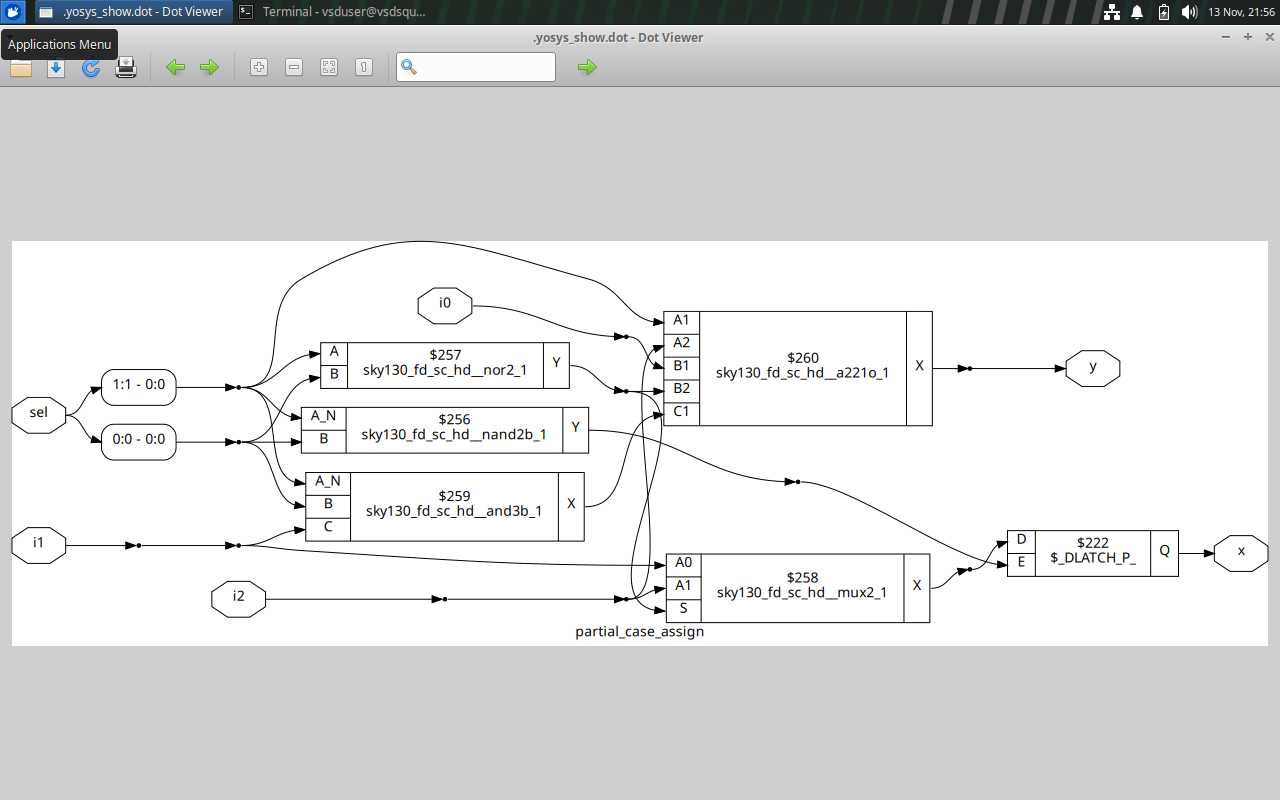 .yosys_show.dot - Dot Viewer
Terminal - vsduser@vsdsqu...
13 Nov, 21:56
Applications Menu
.yosys_show.dot - Dot Viewer
1
sel
1:1 - 0:0
0:0 - 0:0
i1
i2
i0
A
B
$257
sky130_fd_sc_hd__nor2_1
Y
A_N
B
$256
sky130_fd_sc_hd__nand2b_1
Y
A_N
B
C
$259
sky130_fd_sc_hd__and3b_1
X
A1
A2
B1
B2
C1
$260
sky130_fd_sc_hd__a221o_1
X
y
A0
A1
S
$258
sky130_fd_sc_hd__mux2_1
X
D
E
$222
$_DLATCH_P_
Q
x
partial_case_assign